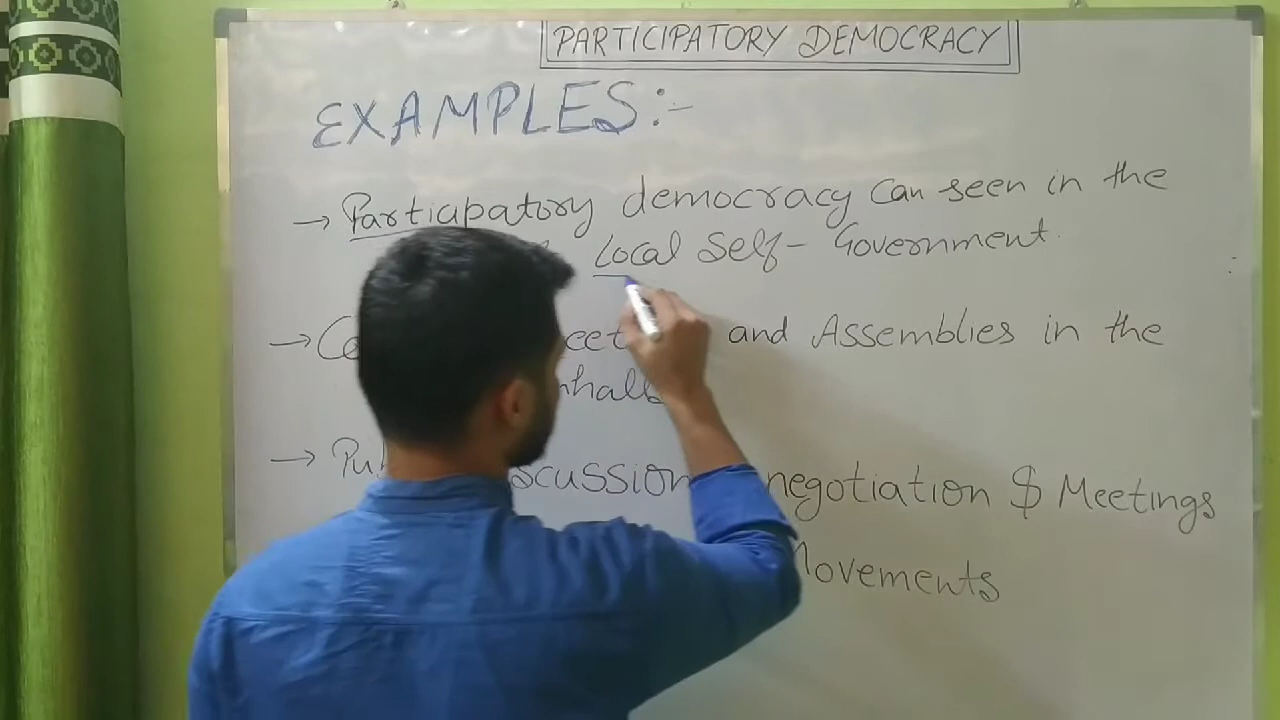 PARTICIPATORY DEMOCRACY
EXAMPLES:-
→ Partiapatory democracy can seen in the
Local Self- Government
→ and Assemblies in the
→ negotiation $ Meetings
Movements